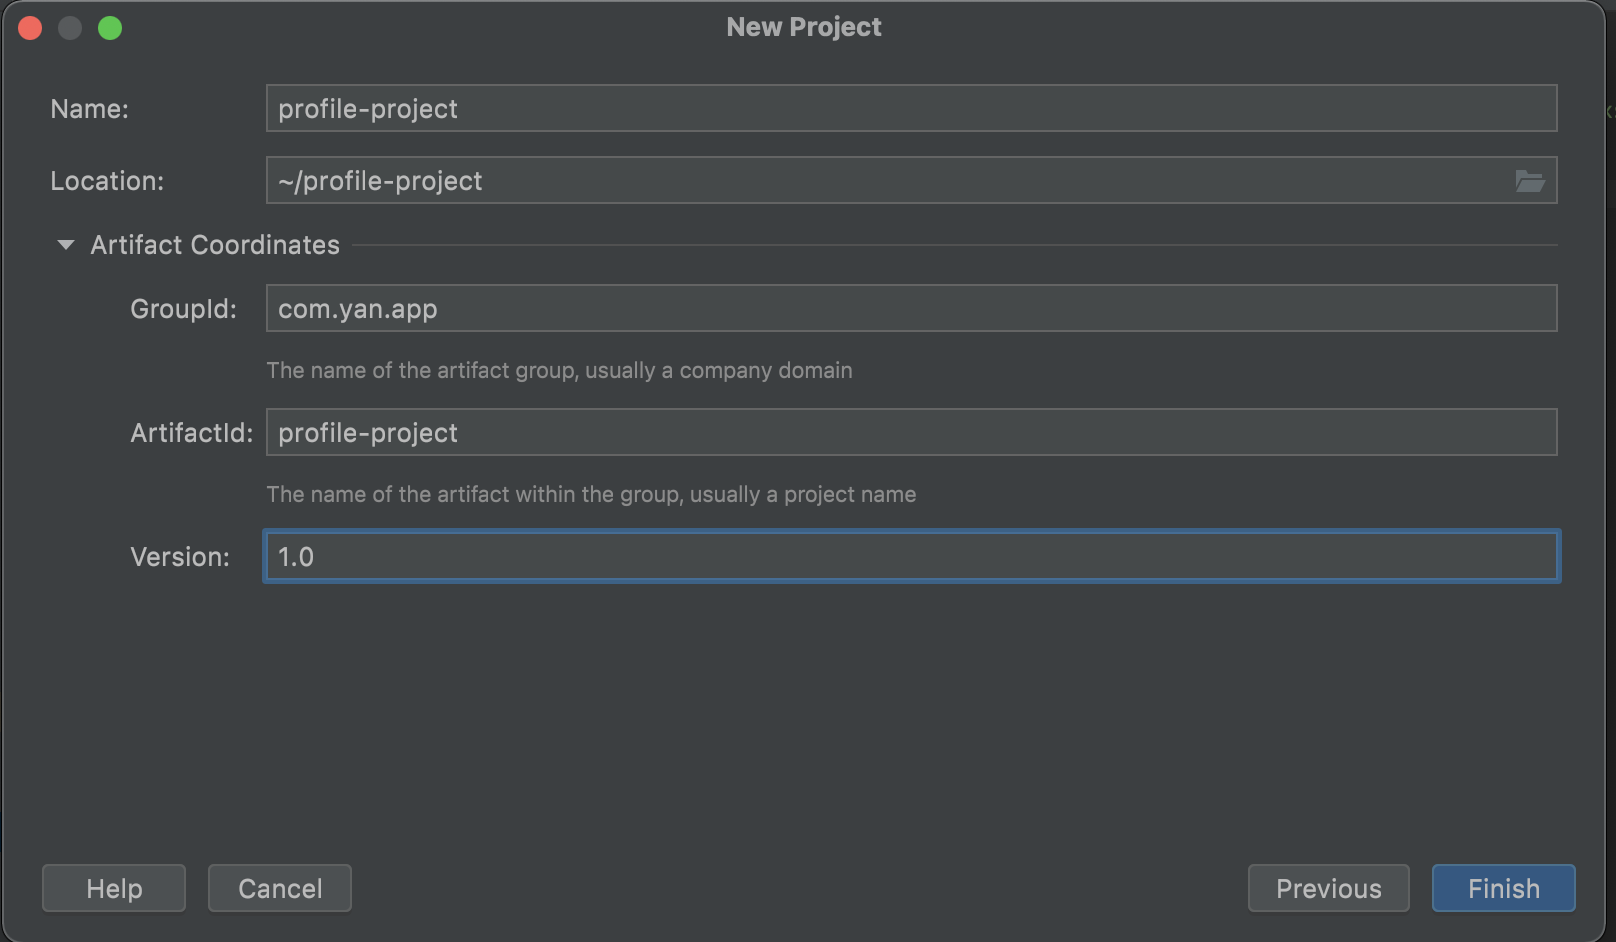 New Project
Name: profile-project
Location: ~/profile-project
Artifact Coordinates
GroupId: com.yan.app
The name of the artifact group, usually a company domain
ArtifactId: profile-project
The name of the artifact within the group, usually a project name
Version: 1.0
Help Cancel Previous Finish